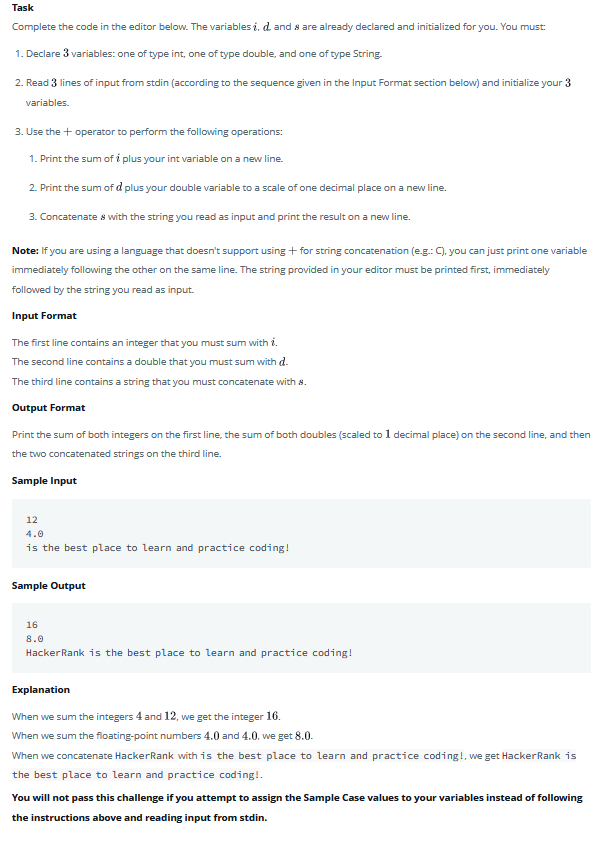 Task
Complete the code in the editor below. The variables i, d, and s are already declared and initialized for you. You must:
1. Declare 3 variables: one of type int, one of type double, and one of type String.
2. Read 3 lines of input from stdin (according to the sequence given in the Input Format section below) and initialize your 3
variables.
3. Use the + operator to perform the following operations:
1. Print the sum of i plus your int variable on a new line.
2. Print the sum of d plus your double variable to a scale of one decimal place on a new line.
3. Concatenate s with the string you read as input and print the result on a new line.
Note: If you are using a language that doesn't support using + for string concatenation (e.g.: C), you can just print one variable
immediately following the other on the same line. The string provided in your editor must be printed first, immediately
followed by the string you read as input.
Input Format
The first line contains an integer that you must sum with i.
The second line contains a double that you must sum with d.
The third line contains a string that you must concatenate with s.
Output Format
Print the sum of both integers on the first line, the sum of both doubles (scaled to 1 decimal place) on the second line, and then
the two concatenated strings on the third line.
Sample Input
12
4.0
is the best place to learn and practice coding!
Sample Output
16
8.0
HackerRank is the best place to learn and practice coding!
Explanation
When we sum the integers 4 and 12, we get the integer 16.
When we sum the floating-point numbers 4.0 and 4.0, we get 8.0.
When we concatenate HackerRank with is the best place to learn and practice coding!, we get HackerRank is
the best place to learn and practice coding!.
You will not pass this challenge if you attempt to assign the Sample Case values to your variables instead of following
the instructions above and reading input from stdin.